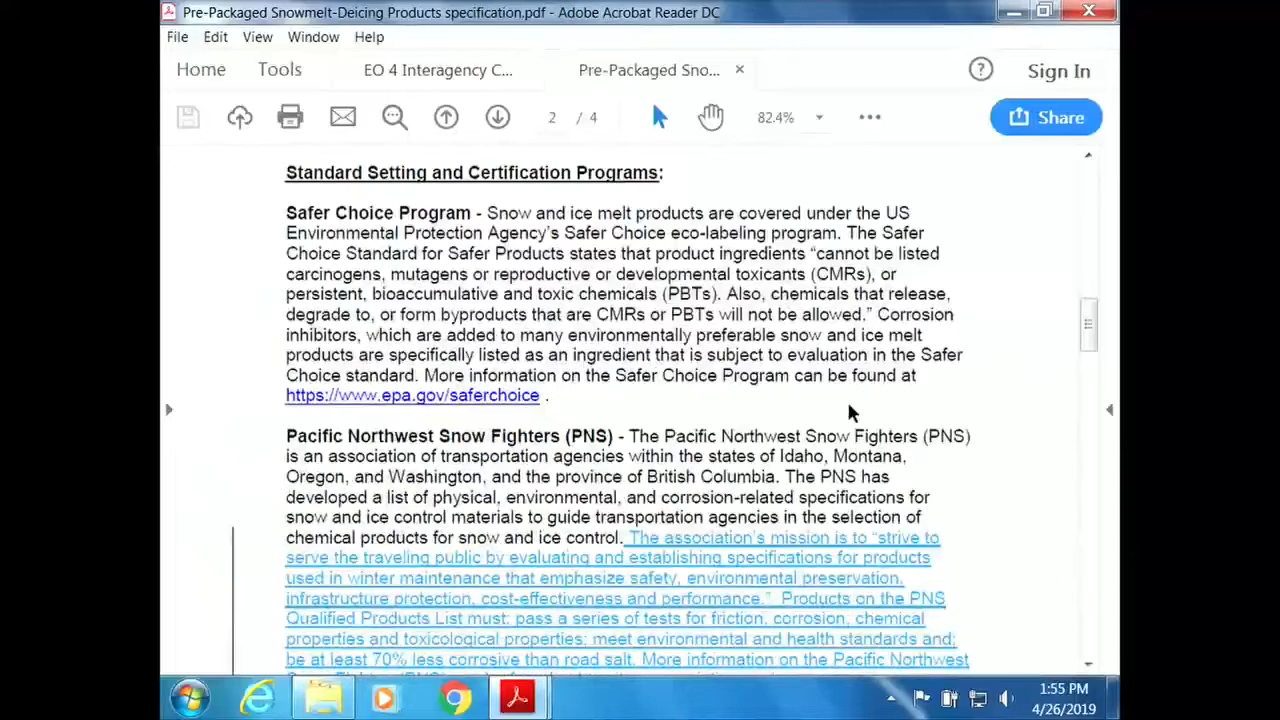 Pre-Packaged Snowmelt-Deicing Products specification.pdf - Adobe Acrobat Reader DC
File Edit View Window Help
Home Tools EO 4 Interagency C... Pre-Packaged Sno... × Sign In
2 / 4 82.4% Share
Standard Setting and Certification Programs:
Safer Choice Program - Snow and ice melt products are covered under the US
Environmental Protection Agency's Safer Choice eco-labeling program. The Safer
Choice Standard for Safer Products states that product ingredients “cannot be listed
carcinogens, mutagens or reproductive or developmental toxicants (CMRs), or
persistent, bioaccumulative and toxic chemicals (PBTs). Also, chemicals that release,
degrade to, or form byproducts that are CMRs or PBTs will not be allowed.” Corrosion
inhibitors, which are added to many environmentally preferable snow and ice melt
products are specifically listed as an ingredient that is subject to evaluation in the Safer
Choice standard. More information on the Safer Choice Program can be found at
https://www.epa.gov/saferchoice .
Pacific Northwest Snow Fighters (PNS) - The Pacific Northwest Snow Fighters (PNS)
is an association of transportation agencies within the states of Idaho, Montana,
Oregon, and Washington, and the province of British Columbia. The PNS has
developed a list of physical, environmental, and corrosion-related specifications for
snow and ice control materials to guide transportation agencies in the selection of
chemical products for snow and ice control. The association's mission is to “strive to
serve the traveling public by evaluating and establishing specifications for products
used in winter maintenance that emphasize safety, environmental preservation,
infrastructure protection, cost-effectiveness and performance.” Products on the PNS
Qualified Products List must: pass a series of tests for friction, corrosion, chemical
properties and toxicological properties; meet environmental and health standards and;
be at least 70% less corrosive than road salt. More information on the Pacific Northwest
1:55 PM
4/26/2019